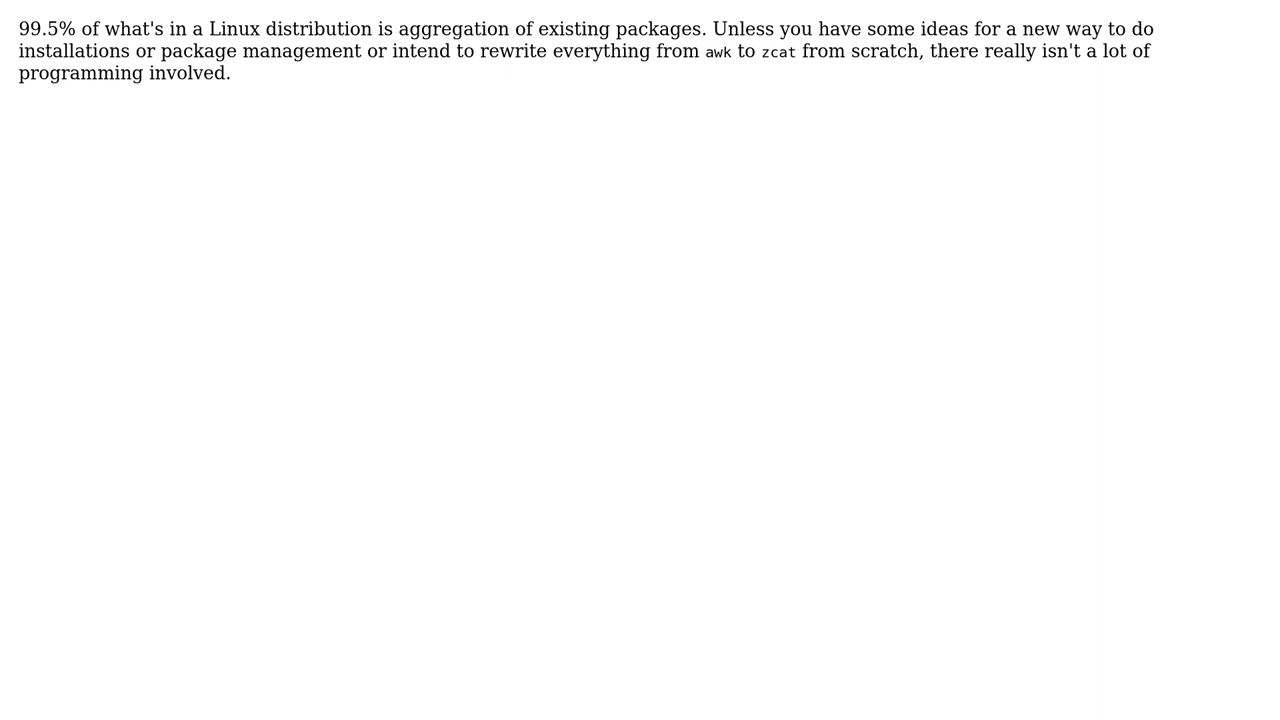 99.5% of what's in a Linux distribution is aggregation of existing packages. Unless you have some ideas for a new way to do
installations or package management or intend to rewrite everything from awk to zcat from scratch, there really isn't a lot of
programming involved.